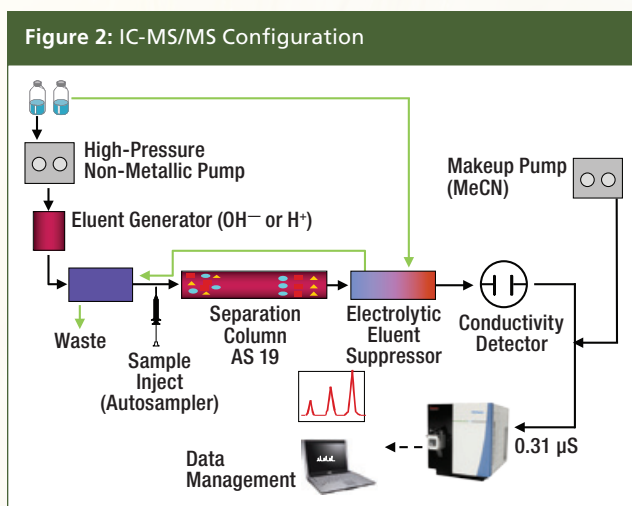 Figure 2: IC-MS/MS Configuration
High-Pressure
Non-Metallic Pump
Makeup Pump
(MeCN)
Eluent Generator (OH— or H+)
Waste
Sample
Inject
(Autosampler)
Separation
Column
AS 19
Electrolytic
Eluent
Suppressor
Conductivity
Detector
0.31 µS
Data
Management